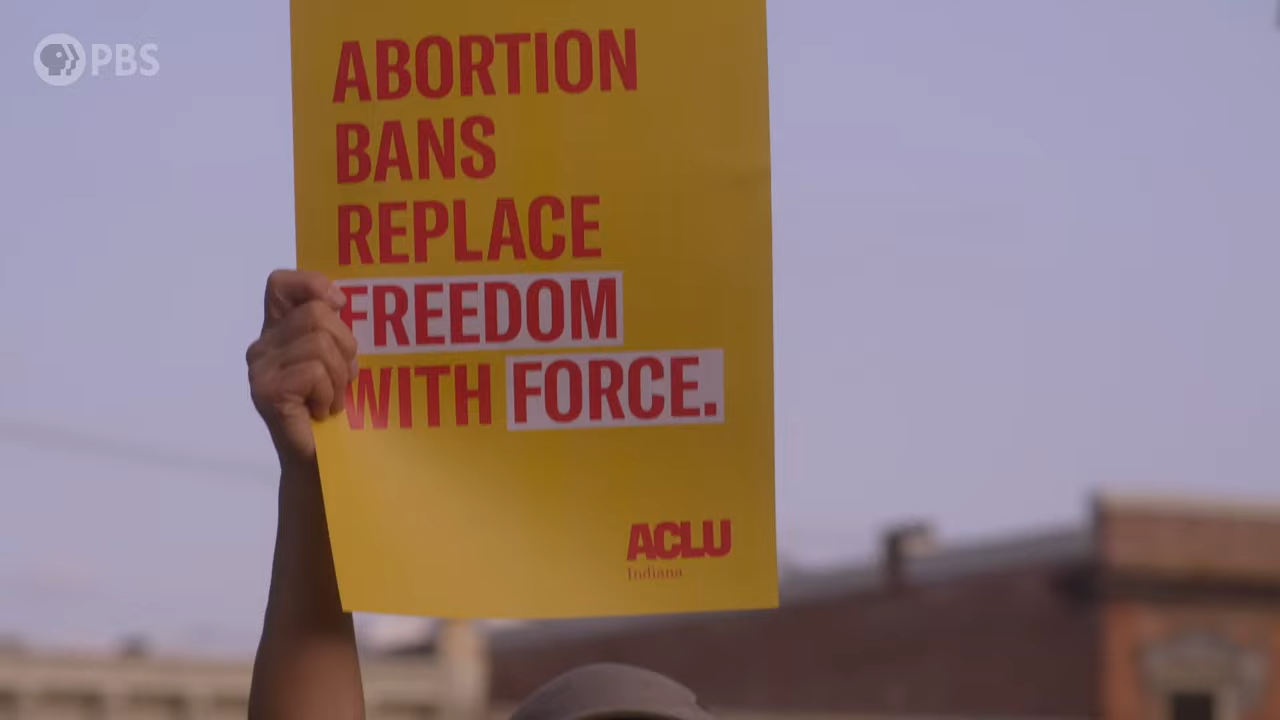 PBS
ABORTION
BANS
REPLACE
FREEDOM
WITH FORCE.
ACLU
Indiana